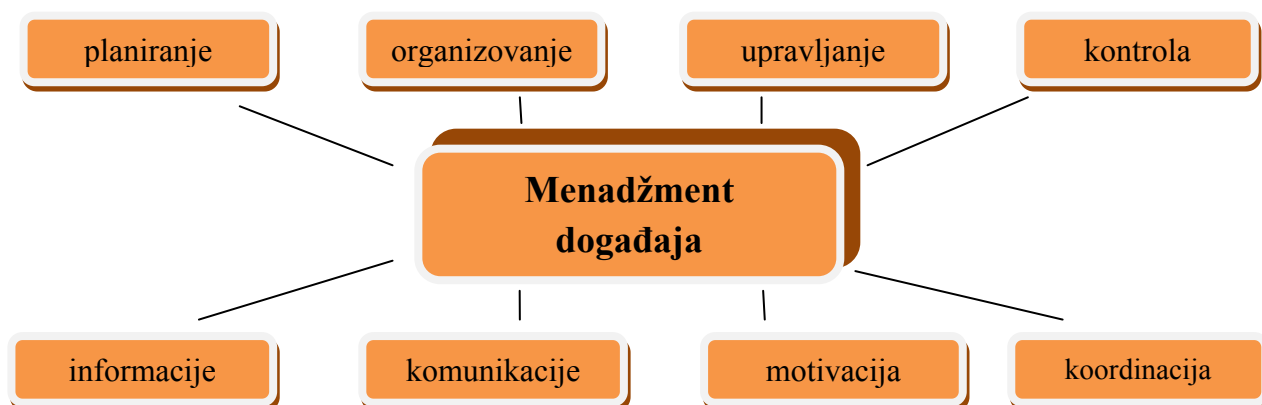 planiranje
organizovanje
upravljanje
kontrola
Menadžment
događaja
informacije
komunikacije
motivacija
koordinacija